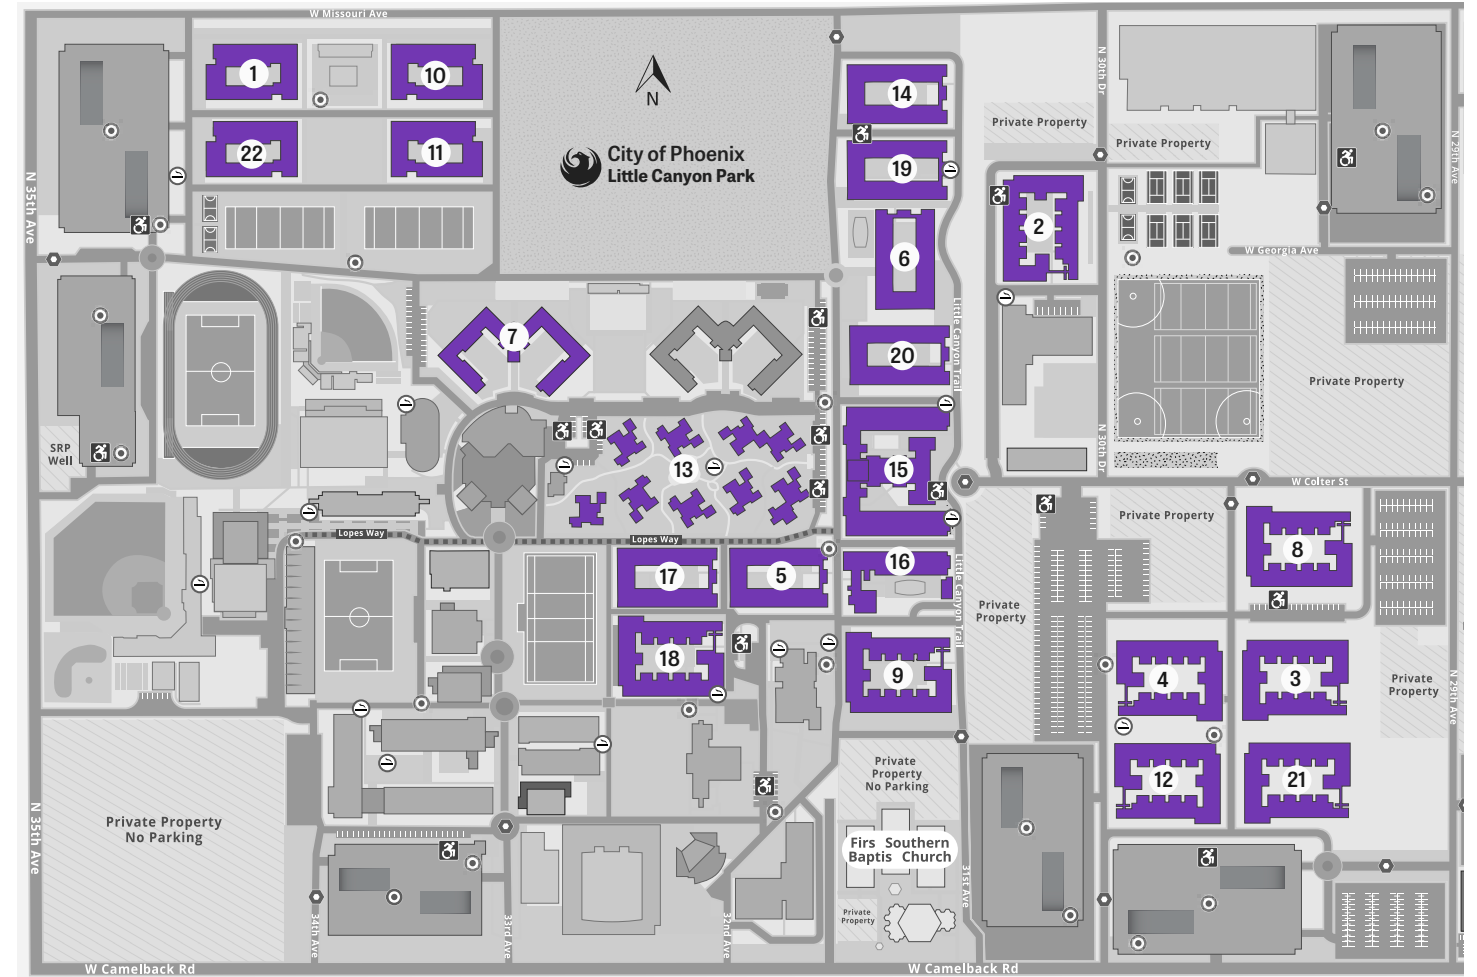 W Missouri Ave
1
10
22
11
N
City of Phoenix
Little Canyon Park
14
19
6
20
Little Canyon Trail
N 30th Dr
Private Property
Private Property
2
W Georgia Ave
N 29th Ave
N 35th Ave
7
Private Property
SRP
Well
13
15
N 30th Dr
W Colter St
Private Property
Lopes Way
Lopes Way
17
5
16
8
Little Canyon Trail
Private
Property
18
9
4
3
Private
Property
N 29th Ave
12
21
Private
Property
No Parking
N 35th Ave
Private Property
No Parking
Firs Southern
Baptis Church
Private
Property
31st Ave
34th Ave
33rd Ave
32nd Ave
W Camelback Rd
W Camelback Rd